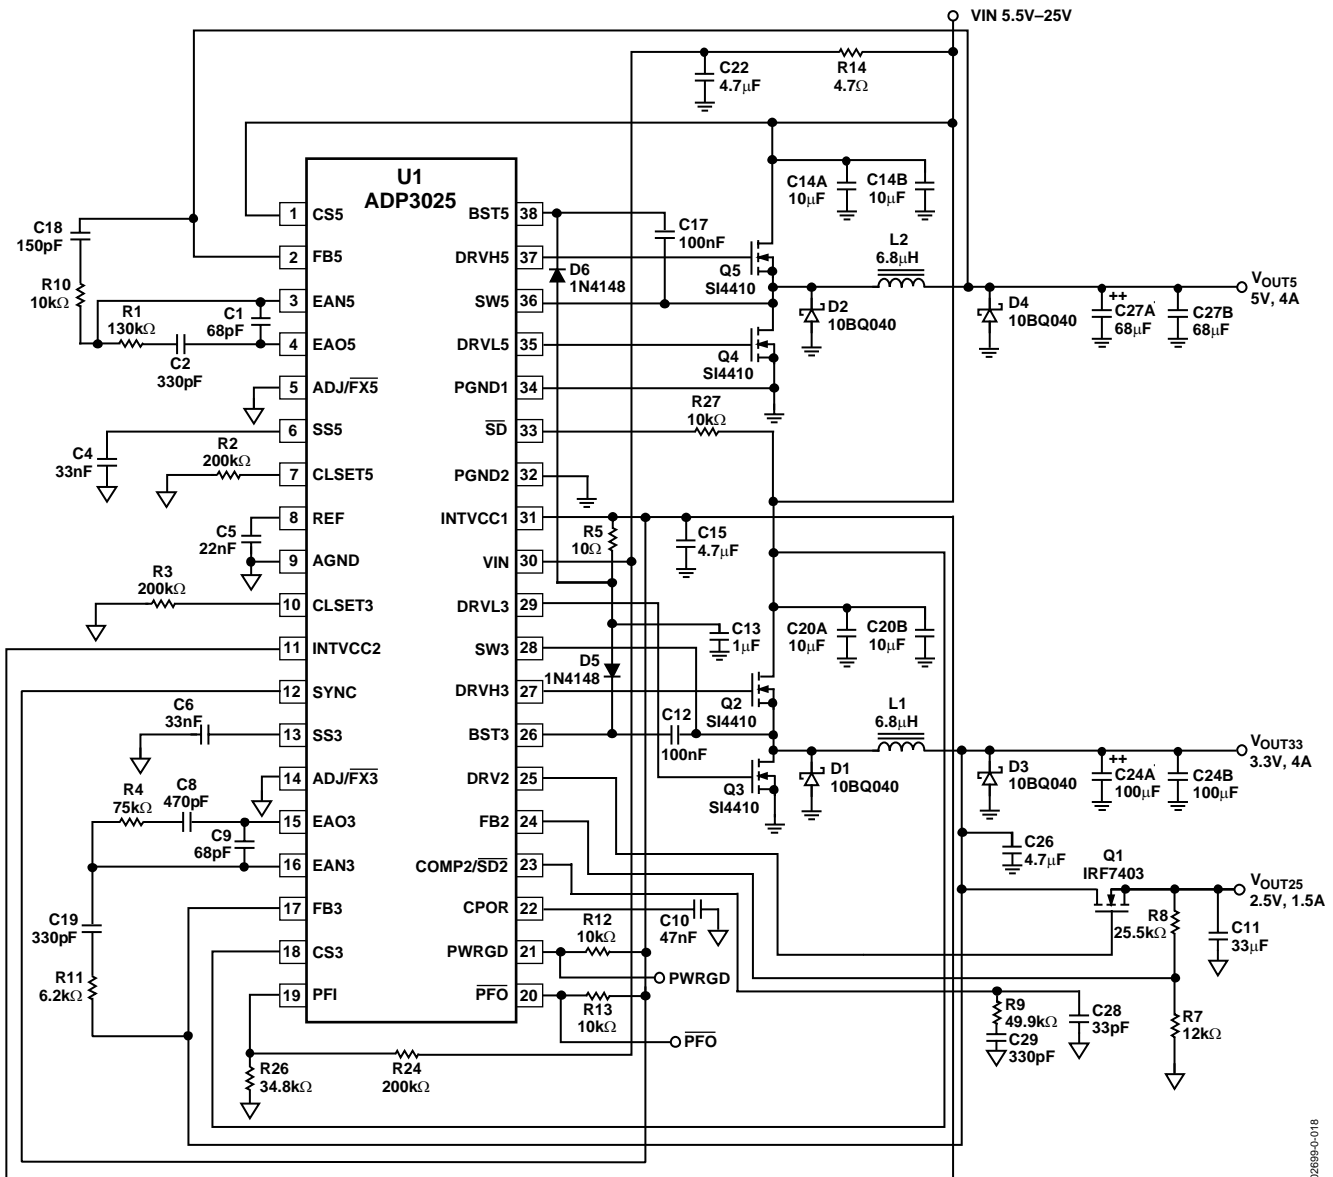 VIN 5.5V–25V
C22
4.7μF
R14
4.7Ω
U1
ADP3025
1 CS5
2 FB5
3 EAN5
4 EAO5
5 ADJ/FX5
6 SS5
7 CLSET5
8 REF
9 AGND
10 CLSET3
11 INTVCC2
12 SYNC
13 SS3
14 ADJ/FX3
15 EAO3
16 EAN3
17 FB3
18 CS3
19 PFI
BST5 38
DRVH5 37
SW5 36
DRVL5 35
PGND1 34
SD 33
PGND2 32
INTVCC1 31
VIN 30
DRVL3 29
SW3 28
DRVH3 27
BST3 26
DRV2 25
FB2 24
COMP2/SD2 23
CPOR 22
PWRGD 21
PFO 20
C18
150pF
R10
10kΩ
R1
130kΩ
C1
68pF
C2
330pF
C4
33nF
R2
200kΩ
C5
22nF
R3
200kΩ
C6
33nF
R4
75kΩ
C8
470pF
C9
68pF
C19
330pF
R11
6.2kΩ
R26
34.8kΩ
R24
200kΩ
C17
100nF
D6
1N4148
C14A
10μF
C14B
10μF
Q5
SI4410
Q4
SI4410
L2
6.8μH
D2
10BQ040
D4
10BQ040
++
C27A
68μF
C27B
68μF
VOUT5
5V, 4A
R27
10kΩ
R5
10Ω
C15
4.7μF
C13
1μF
D5
1N4148
C12
100nF
C20A
10μF
C20B
10μF
Q2
SI4410
Q3
SI4410
L1
6.8μH
D1
10BQ040
D3
10BQ040
++
C24A
100μF
C24B
100μF
VOUT33
3.3V, 4A
C26
4.7μF
Q1
IRF7403
VOUT25
2.5V, 1.5A
R8
25.5kΩ
C11
33μF
C10
47nF
R12
10kΩ
PWRGD
R13
10kΩ
PFO
R9
49.9kΩ
C29
330pF
C28
33pF
R7
12kΩ
02699-0-018